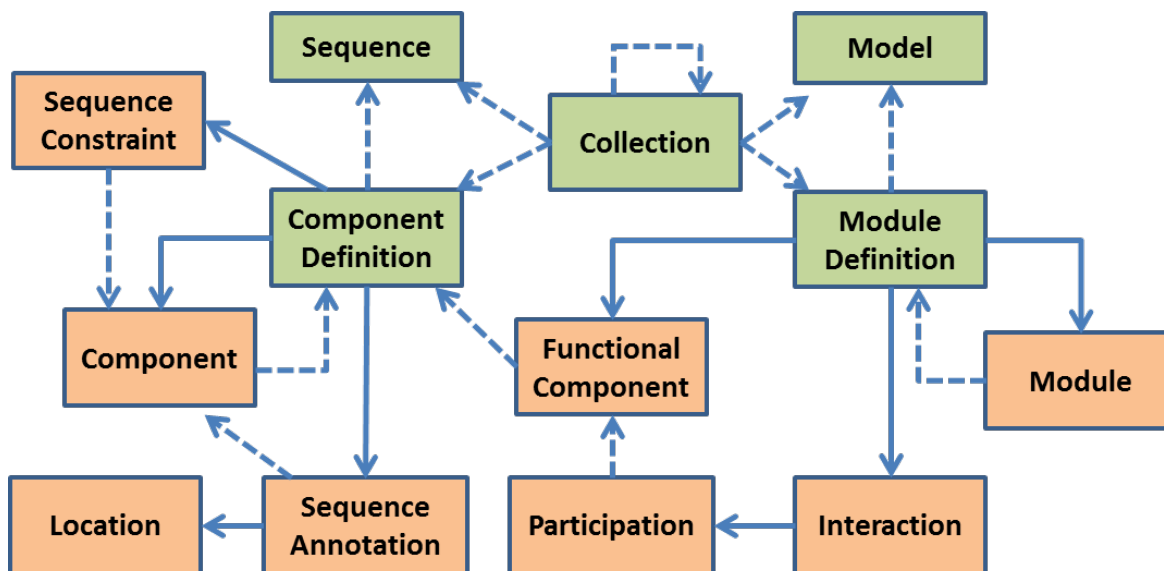 Sequence
Model
Sequence
Constraint
Collection
Component
Definition
Module
Definition
Component
Functional
Component
Module
Location
Sequence
Annotation
Participation
Interaction